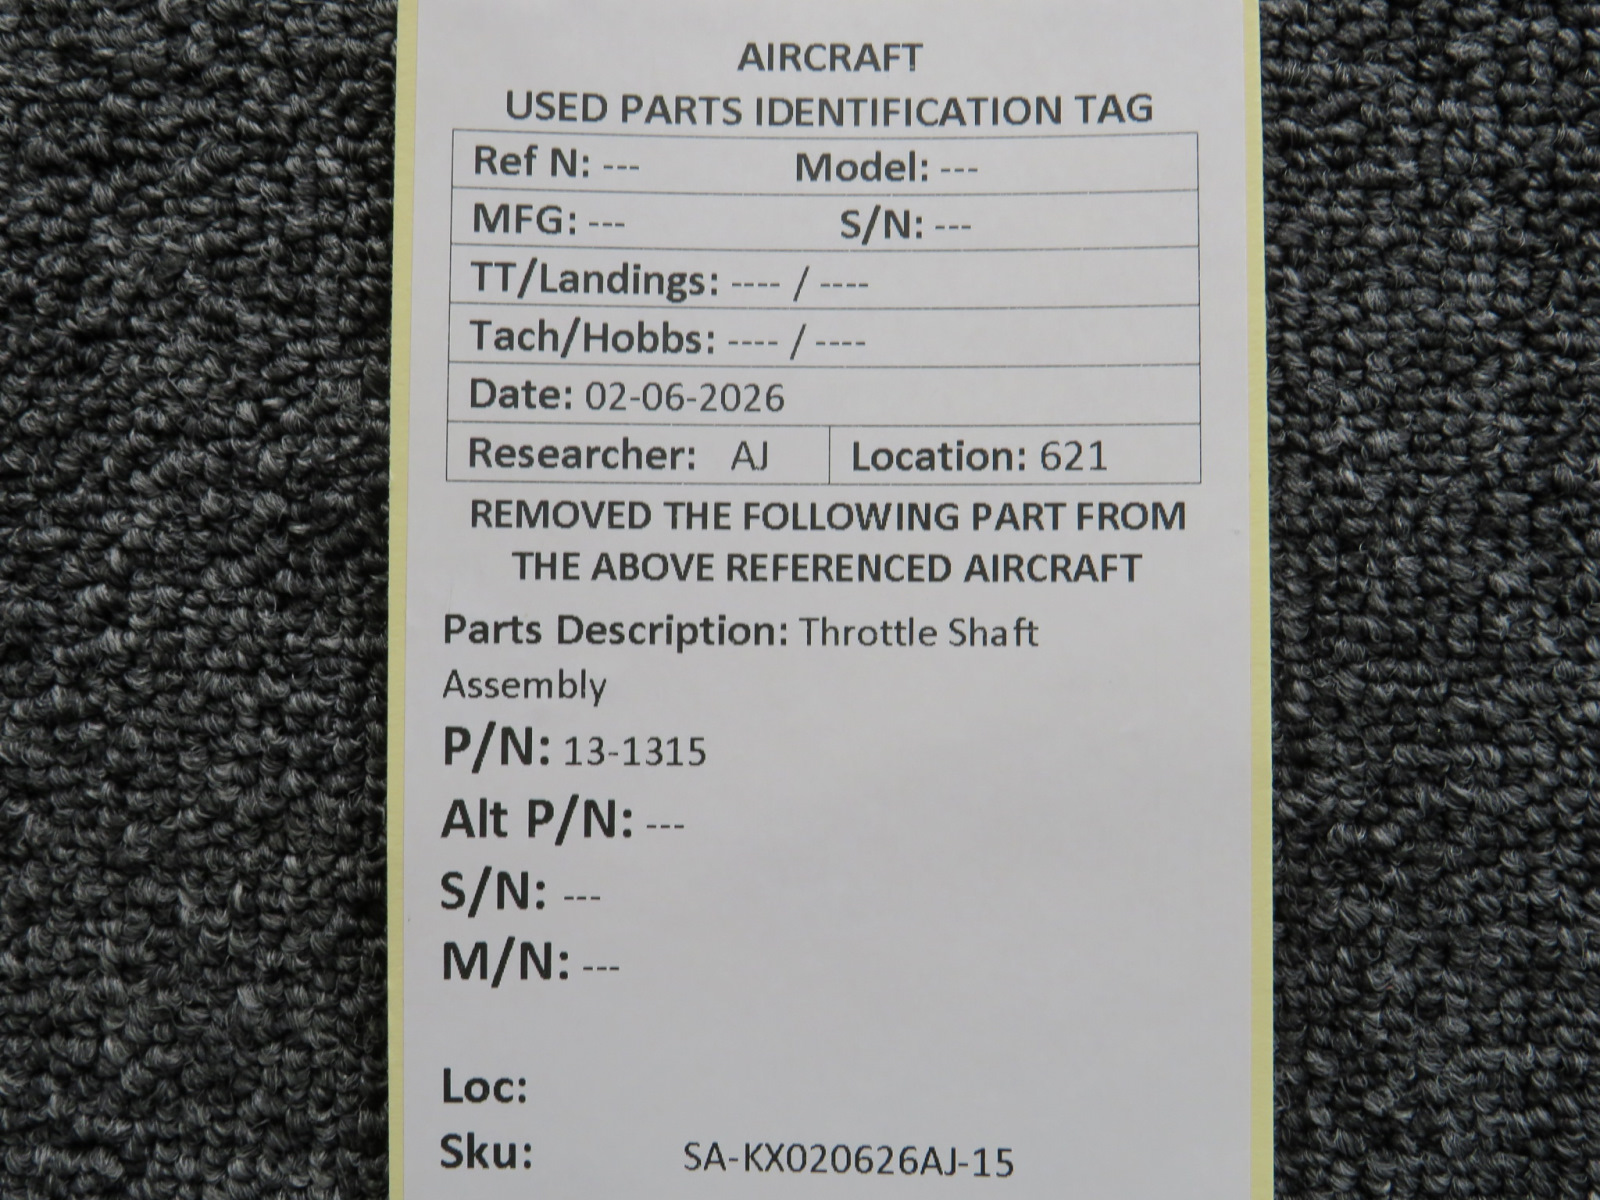 AIRCRAFT
USED PARTS IDENTIFICATION TAG
Ref N: --- Model: ---
MFG: --- S/N: ---
TT/Landings: ---- / ----
Tach/Hobbs: ---- / ----
Date: 02-06-2026
Researcher: AJ Location: 621
REMOVED THE FOLLOWING PART FROM
THE ABOVE REFERENCED AIRCRAFT
Parts Description: Throttle Shaft
Assembly
P/N: 13-1315
Alt P/N: ---
S/N: ---
M/N: ---
Loc:
Sku: SA-KX020626AJ-15